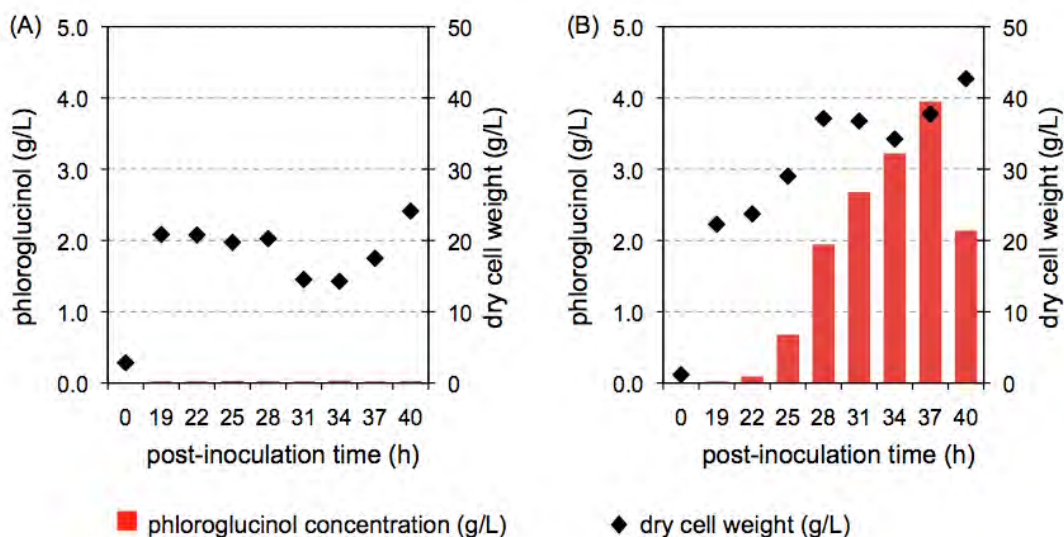 (A)
5.0
4.0
3.0
2.0
1.0
0.0
phloroglucinol (g/L)
50
40
30
20
10
0
dry cell weight (g/L)
0 19 22 25 28 31 34 37 40
post-inoculation time (h)
(B)
5.0
4.0
3.0
2.0
1.0
0.0
phloroglucinol (g/L)
50
40
30
20
10
0
dry cell weight (g/L)
0 19 22 25 28 31 34 37 40
post-inoculation time (h)
phloroglucinol concentration (g/L)
dry cell weight (g/L)